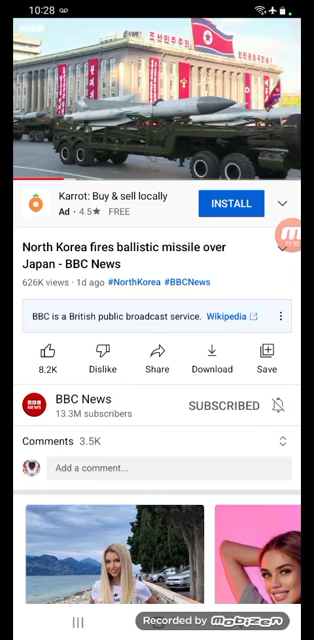 10:28
조선민주주의
Karrot: Buy & sell locally
Ad · 4.5★ FREE
INSTALL
North Korea fires ballistic missile over
Japan - BBC News
626K views · 1d ago #NorthKorea #BBCNews
BBC is a British public broadcast service. Wikipedia
8.2K
Dislike
Share
Download
Save
BBC NEWS
BBC News
13.3M subscribers
SUBSCRIBED
Comments 3.5K
Add a comment...
Recorded by Mobizen